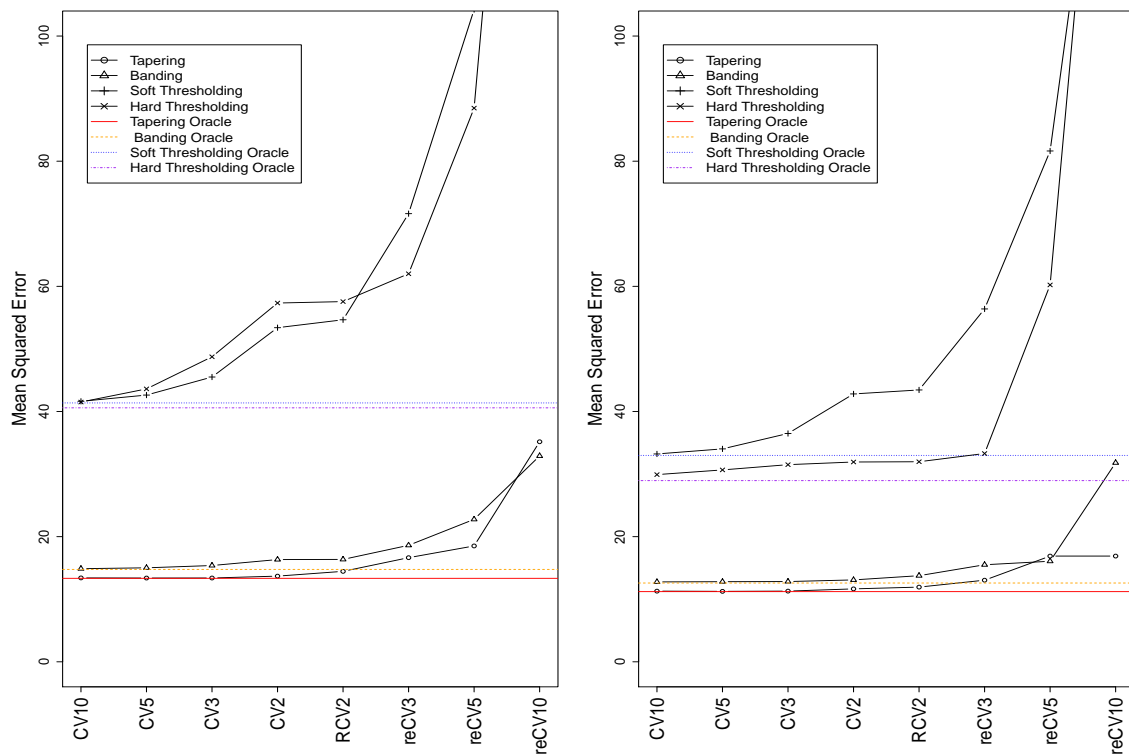 Mean Squared Error
100
80
60
40
20
0
Tapering
Banding
Soft Thresholding
Hard Thresholding
Tapering Oracle
Banding Oracle
Soft Thresholding Oracle
Hard Thresholding Oracle
CV10
CV5
CV3
CV2
RCV2
reCV3
reCV5
reCV10
Mean Squared Error
100
80
60
40
20
0
Tapering
Banding
Soft Thresholding
Hard Thresholding
Tapering Oracle
Banding Oracle
Soft Thresholding Oracle
Hard Thresholding Oracle
CV10
CV5
CV3
CV2
RCV2
reCV3
reCV5
reCV10